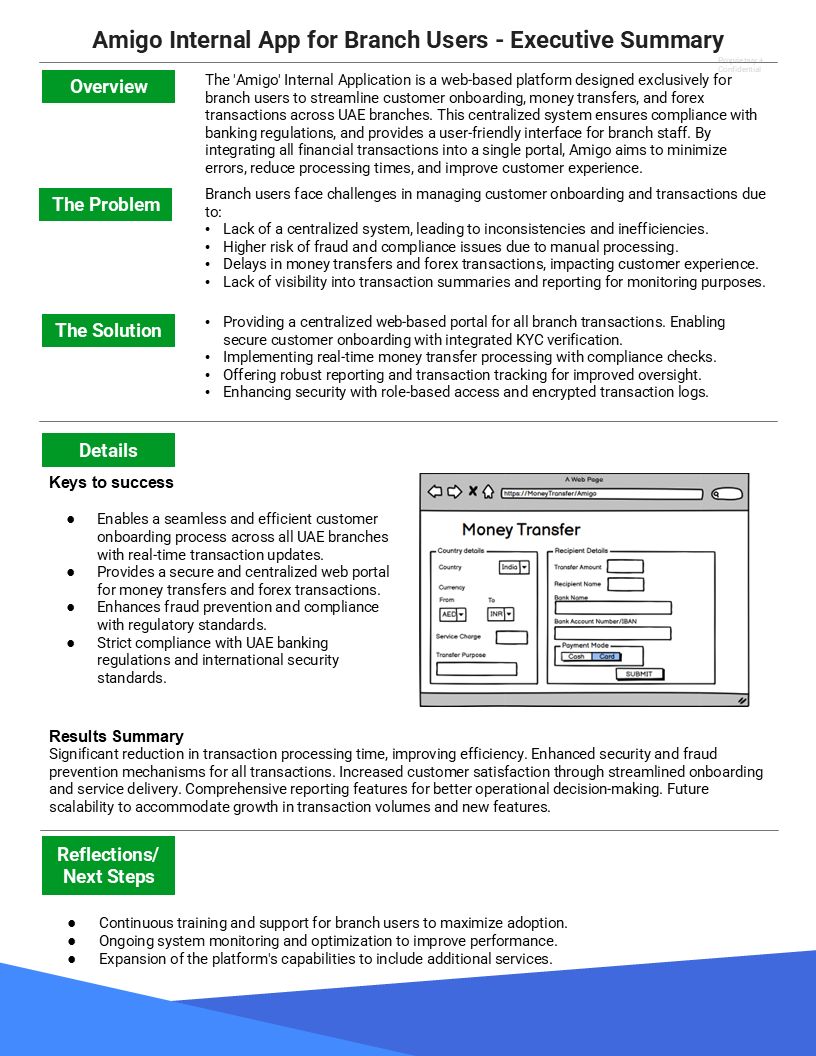 Amigo Internal App for Branch Users - Executive Summary
Proprietary +
Confidential
Overview
The 'Amigo' Internal Application is a web-based platform designed exclusively for
branch users to streamline customer onboarding, money transfers, and forex
transactions across UAE branches. This centralized system ensures compliance with
banking regulations, and provides a user-friendly interface for branch staff. By
integrating all financial transactions into a single portal, Amigo aims to minimize
errors, reduce processing times, and improve customer experience.
The Problem
Branch users face challenges in managing customer onboarding and transactions due
to:
• Lack of a centralized system, leading to inconsistencies and inefficiencies.
• Higher risk of fraud and compliance issues due to manual processing.
• Delays in money transfers and forex transactions, impacting customer experience.
• Lack of visibility into transaction summaries and reporting for monitoring purposes.
The Solution
• Providing a centralized web-based portal for all branch transactions. Enabling
secure customer onboarding with integrated KYC verification.
• Implementing real-time money transfer processing with compliance checks.
• Offering robust reporting and transaction tracking for improved oversight.
• Enhancing security with role-based access and encrypted transaction logs.
Details
Keys to success
● Enables a seamless and efficient customer
onboarding process across all UAE branches
with real-time transaction updates.
● Provides a secure and centralized web portal
for money transfers and forex transactions.
● Enhances fraud prevention and compliance
with regulatory standards.
● Strict compliance with UAE banking
regulations and international security
standards.
A Web Page
https://MoneyTransfer/Amigo
Money Transfer
Country details
Country India
Currency
From To
AED INR
Service Charge
Transfer Purpose
Recipient Details
Transfer Amount
Recipient Name
Bank Name
Bank Account Number/IBAN
Payment Mode
Cash Card
SUBMIT
Results Summary
Significant reduction in transaction processing time, improving efficiency. Enhanced security and fraud
prevention mechanisms for all transactions. Increased customer satisfaction through streamlined onboarding
and service delivery. Comprehensive reporting features for better operational decision-making. Future
scalability to accommodate growth in transaction volumes and new features.
Reflections/
Next Steps
● Continuous training and support for branch users to maximize adoption.
● Ongoing system monitoring and optimization to improve performance.
● Expansion of the platform's capabilities to include additional services.